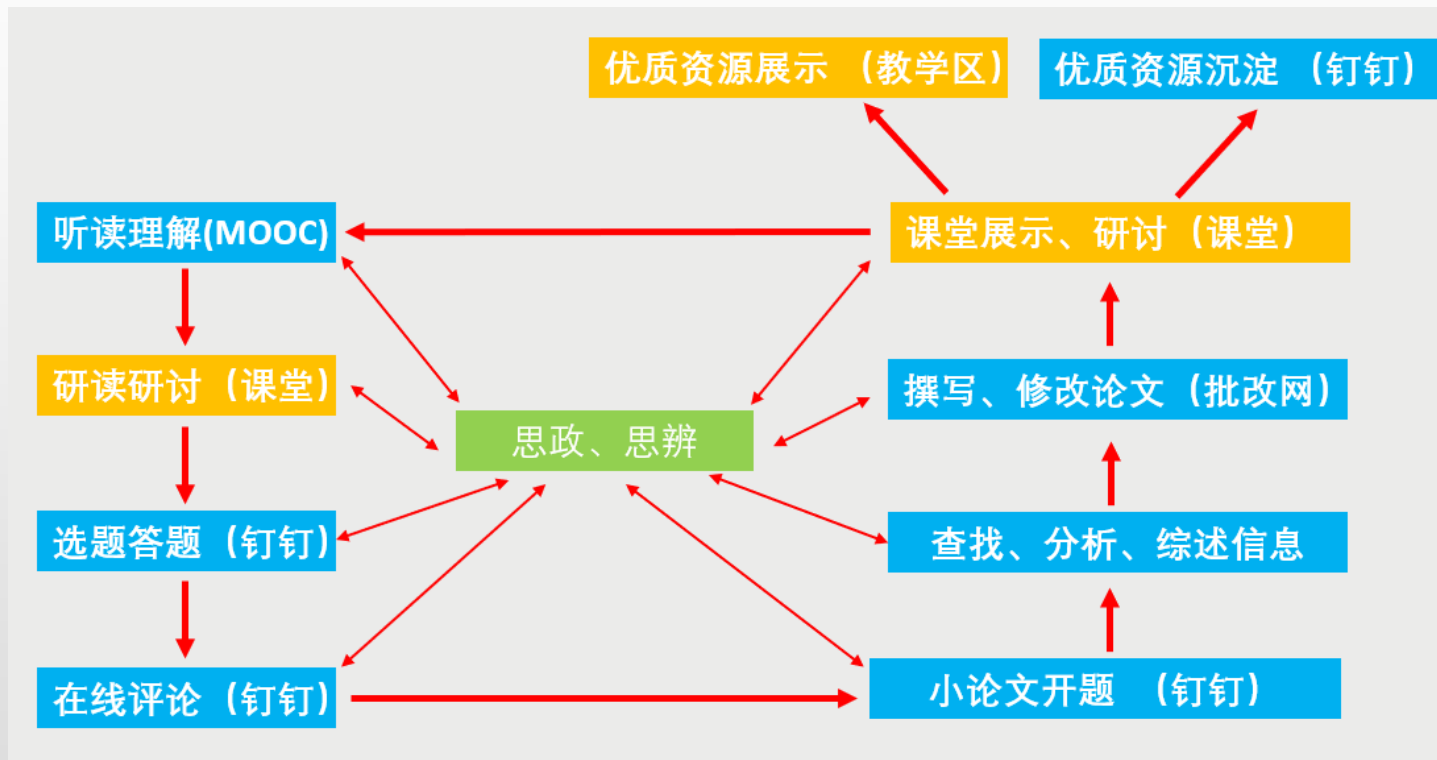 优质资源展示 （教学区）
优质资源沉淀 （钉钉）
听读理解(MOOC)
课堂展示、研讨（课堂）
研读研讨（课堂）
撰写、修改论文（批改网）
思政、思辨
选题答题（钉钉）
查找、分析、综述信息
在线评论（钉钉）
小论文开题 （钉钉）